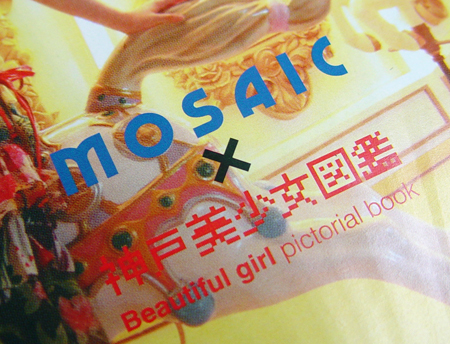 MOSAIC
×
神戸美少女図鑑
Beautiful girl pictorial book